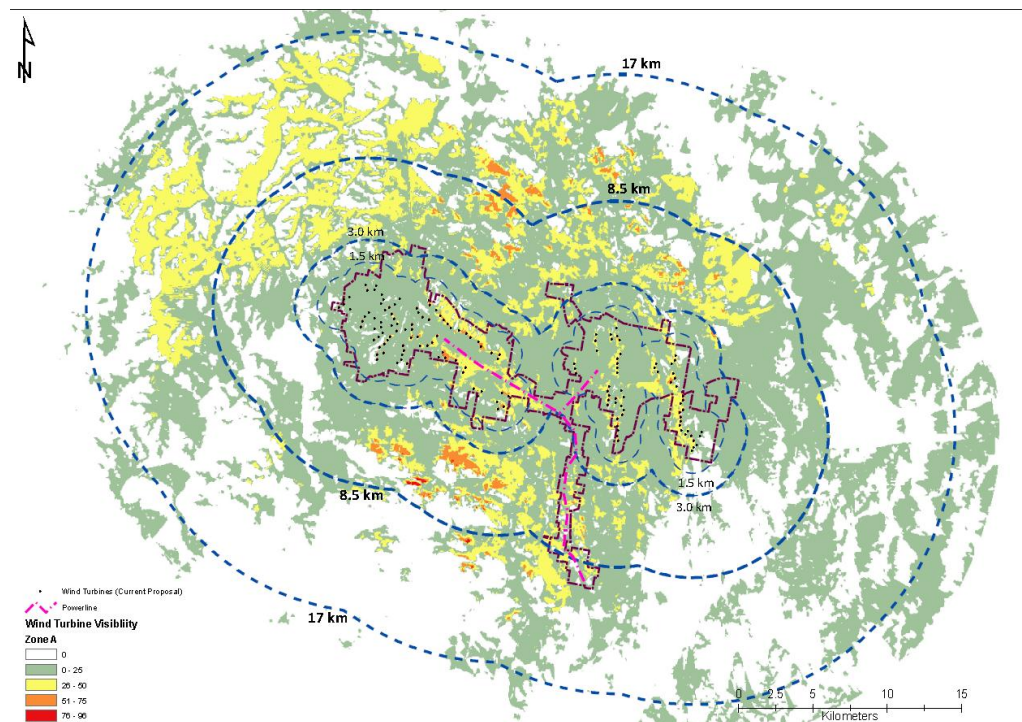 N
17 km
8.5 km
3.0 km
1.5 km
1.5 km
3.0 km
8.5 km
17 km
Wind Turbines (Current Proposal)
Powerline
Wind Turbine Visibliity
Zone A
0
0 - 25
26 - 50
51 - 75
76 - 96
0 2.5 5 10 15
Kilometers